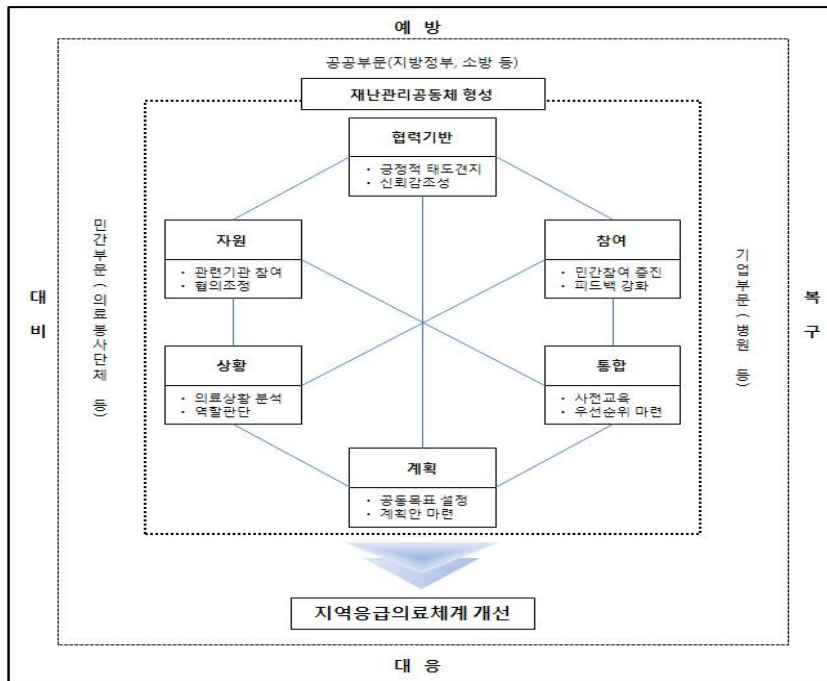 예 방
공공부문(지방정부, 소방 등)
재난관리공동체 형성
협력기반
· 긍정적 태도견지
· 신뢰감조성
자원
· 관련기관 참여
· 협의조정
참여
· 민간참여 증진
· 피드백 강화
민간부문(의료봉사단체 등)
기업부문(병원 등)
대 비
복 구
상황
· 의료상황 분석
· 역할판단
통합
· 사전교육
· 우선순위 마련
계획
· 공동목표 설정
· 계획안 마련
지역응급의료체계 개선
대 응